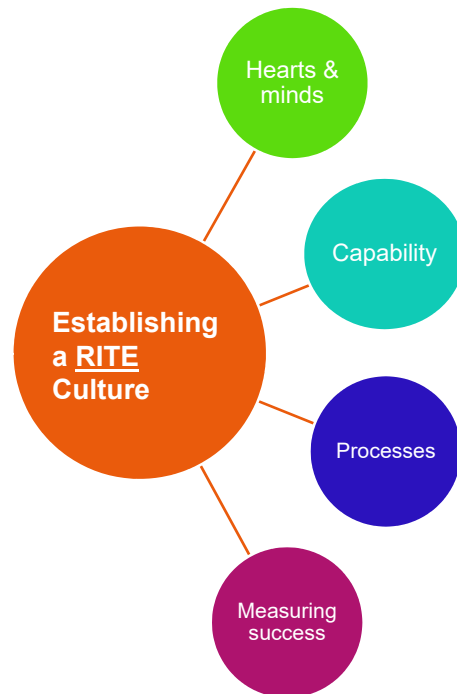 Hearts &
minds
Capability
Establishing
a RITE
Culture
Processes
Measuring
success